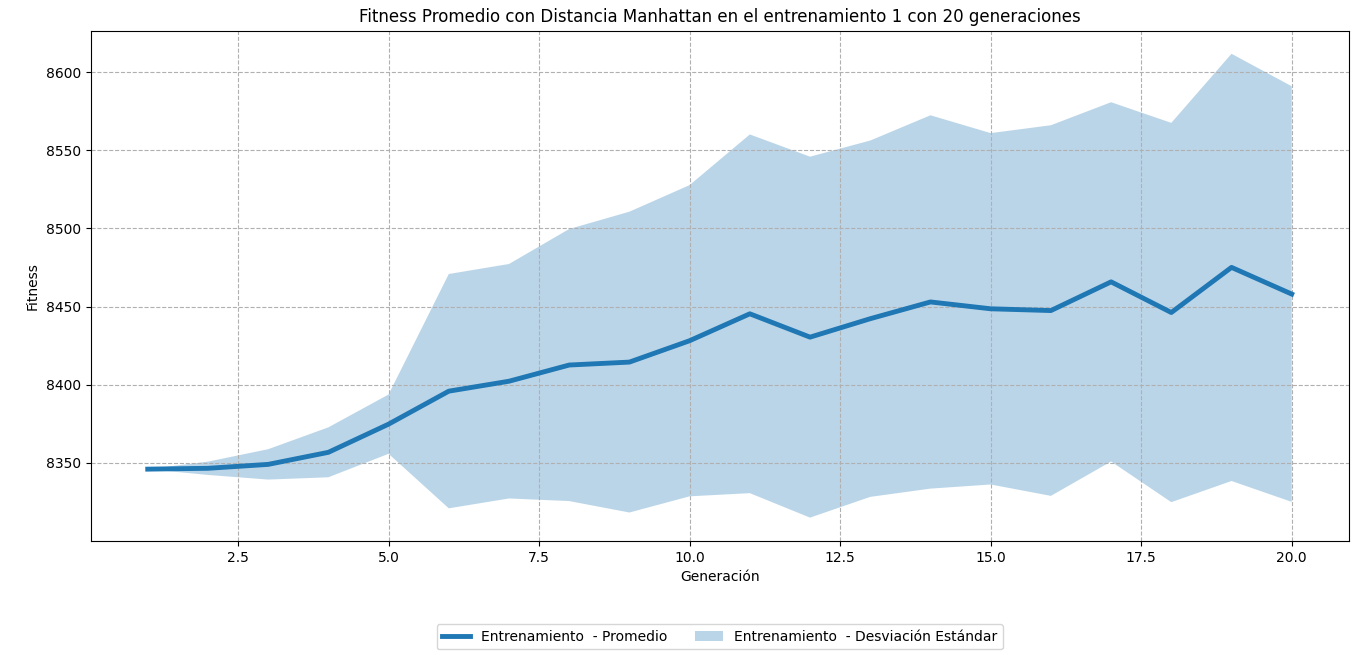 Fitness Promedio con Distancia Manhattan en el entrenamiento 1 con 20 generaciones
8600
8550
8500
8450
8400
8350
Fitness
2.5 5.0 7.5 10.0 12.5 15.0 17.5 20.0
Generación
Entrenamiento  - Promedio Entrenamiento  - Desviación Estándar